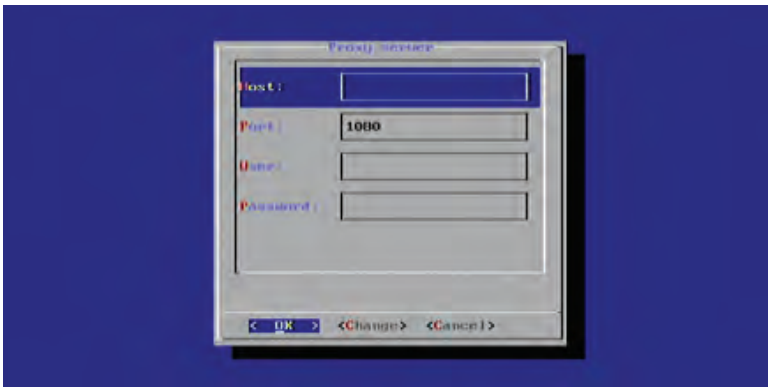 Proxy server
Host:
Port: 1080
User:
Password:
< OK > <Change> <Cancel>